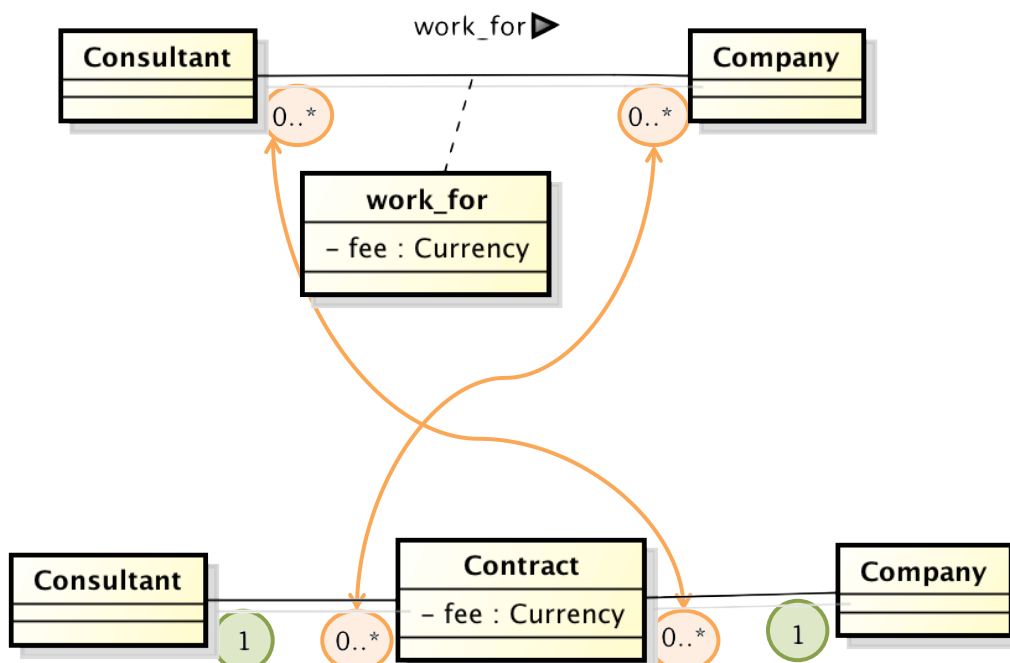 work_for
Consultant
Company
0..*
0..*
work_for
– fee : Currency
Consultant
Contract
Company
– fee : Currency
1
0..*
0..*
1